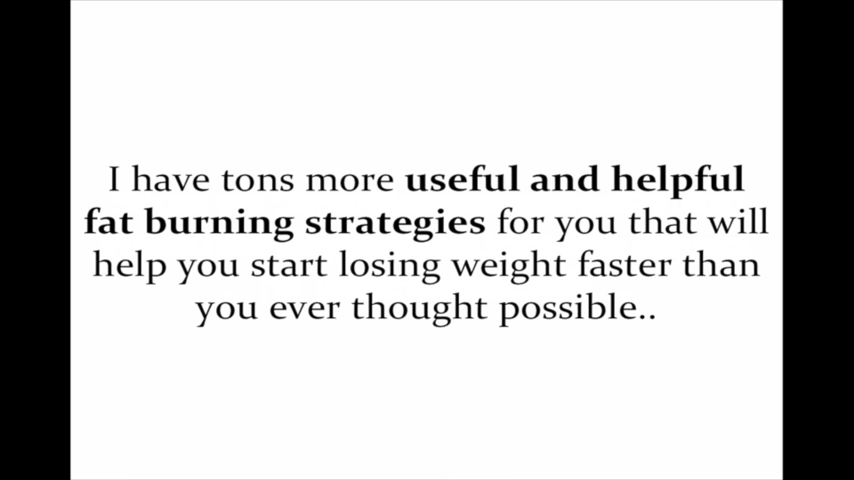 I have tons more useful and helpful
fat burning strategies for you that will
help you start losing weight faster than
you ever thought possible..